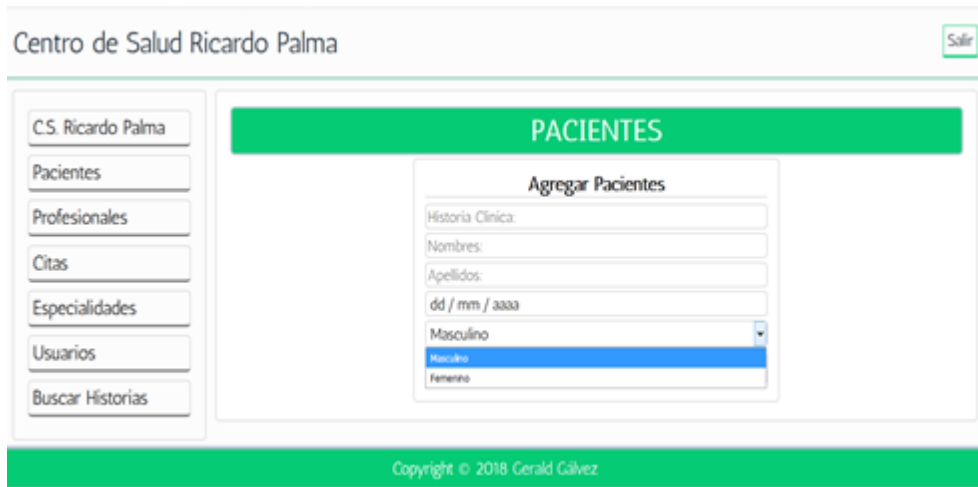 Centro de Salud Ricardo Palma
Salir
C.S. Ricardo Palma
Pacientes
Profesionales
Citas
Especialidades
Usuarios
Buscar Historias
PACIENTES
Agregar Pacientes
Historia Clinica:
Nombres:
Apellidos:
dd / mm / aaaa
Masculino
Masculino
Femenino
Copyright © 2018 Gerald Gálvez